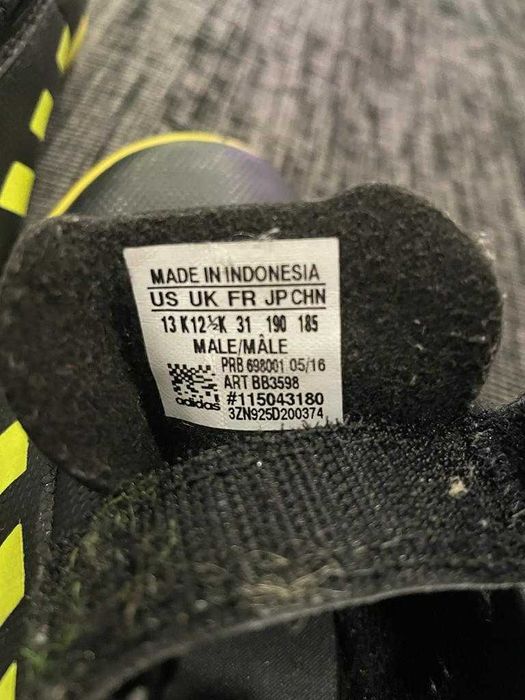 MADE IN INDONESIA
US UK FR JP CHN
13 K 12½K 31 190 185
MALE/MÂLE
PRB 698001 05/16
ART BB3598
adidas #115043180
3ZN925D200374